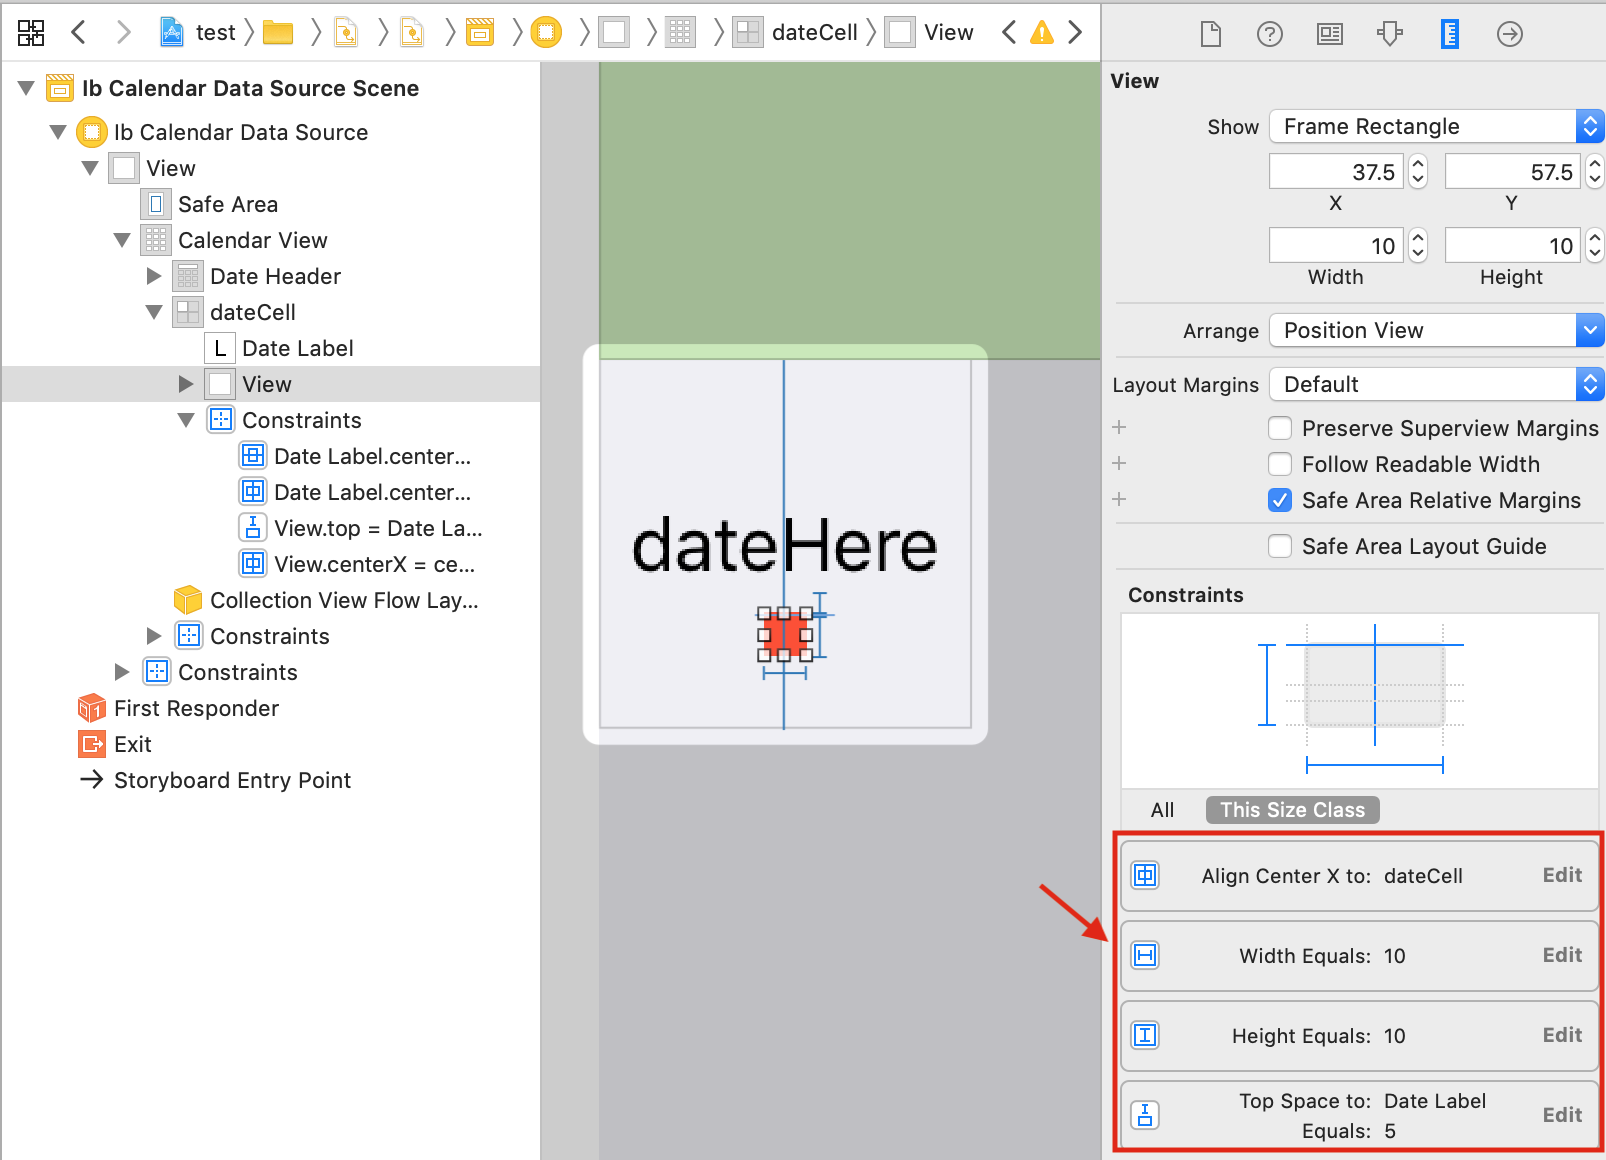 test
dateCell
View
Ib Calendar Data Source Scene
Ib Calendar Data Source
View
Safe Area
Calendar View
Date Header
dateCell
L Date Label
View
Constraints
Date Label.center...
Date Label.center...
View.top = Date La...
View.centerX = ce...
Collection View Flow Lay...
Constraints
Constraints
First Responder
Exit
Storyboard Entry Point
dateHere
View
Show Frame Rectangle
37.5 57.5
X Y
10 10
Width Height
Arrange Position View
Layout Margins Default
Preserve Superview Margins
Follow Readable Width
Safe Area Relative Margins
Safe Area Layout Guide
Constraints
All This Size Class
Align Center X to: dateCell Edit
Width Equals: 10 Edit
Height Equals: 10 Edit
Top Space to: Date Label Edit
Equals: 5